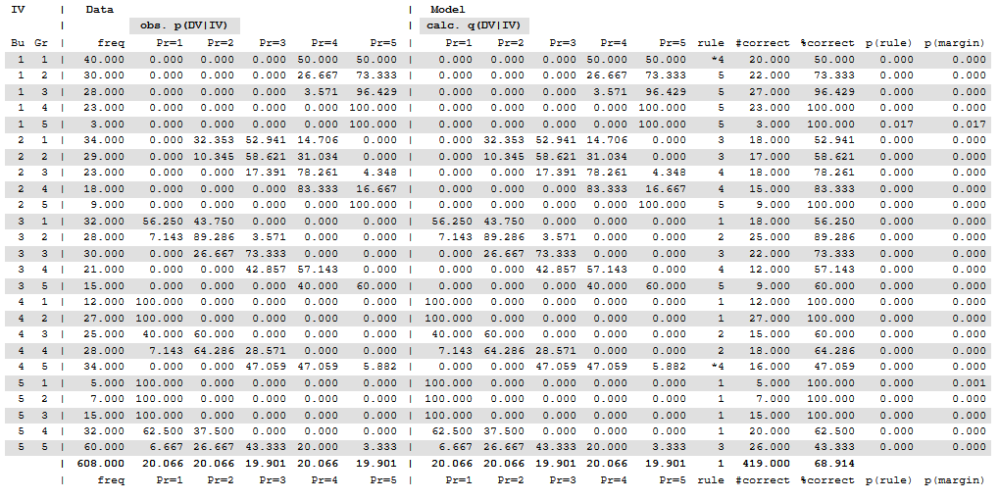 IV | Data | Model
| obs. p(DV|IV) | calc. q(DV|IV)
Bu Gr | freq Pr=1 Pr=2 Pr=3 Pr=4 Pr=5 | Pr=1 Pr=2 Pr=3 Pr=4 Pr=5 rule #correct %correct p(rule) p(margin)
1 1 | 40.000 0.000 0.000 0.000 50.000 50.000 | 0.000 0.000 0.000 50.000 50.000 *4 20.000 50.000 0.000 0.000
1 2 | 30.000 0.000 0.000 0.000 26.667 73.333 | 0.000 0.000 0.000 26.667 73.333 5 22.000 73.333 0.000 0.000
1 3 | 28.000 0.000 0.000 0.000 3.571 96.429 | 0.000 0.000 0.000 3.571 96.429 5 27.000 96.429 0.000 0.000
1 4 | 23.000 0.000 0.000 0.000 0.000 100.000 | 0.000 0.000 0.000 0.000 100.000 5 23.000 100.000 0.000 0.000
1 5 | 3.000 0.000 0.000 0.000 0.000 100.000 | 0.000 0.000 0.000 0.000 100.000 5 3.000 100.000 0.017 0.017
2 1 | 34.000 0.000 32.353 52.941 14.706 0.000 | 0.000 32.353 52.941 14.706 0.000 3 18.000 52.941 0.000 0.000
2 2 | 29.000 0.000 10.345 58.621 31.034 0.000 | 0.000 10.345 58.621 31.034 0.000 3 17.000 58.621 0.000 0.000
2 3 | 23.000 0.000 0.000 17.391 78.261 4.348 | 0.000 0.000 17.391 78.261 4.348 4 18.000 78.261 0.000 0.000
2 4 | 18.000 0.000 0.000 0.000 83.333 16.667 | 0.000 0.000 0.000 83.333 16.667 4 15.000 83.333 0.000 0.000
2 5 | 9.000 0.000 0.000 0.000 0.000 100.000 | 0.000 0.000 0.000 0.000 100.000 5 9.000 100.000 0.000 0.000
3 1 | 32.000 56.250 43.750 0.000 0.000 0.000 | 56.250 43.750 0.000 0.000 0.000 1 18.000 56.250 0.000 0.000
3 2 | 28.000 7.143 89.286 3.571 0.000 0.000 | 7.143 89.286 3.571 0.000 0.000 2 25.000 89.286 0.000 0.000
3 3 | 30.000 0.000 26.667 73.333 0.000 0.000 | 0.000 26.667 73.333 0.000 0.000 3 22.000 73.333 0.000 0.000
3 4 | 21.000 0.000 0.000 42.857 57.143 0.000 | 0.000 0.000 42.857 57.143 0.000 4 12.000 57.143 0.000 0.000
3 5 | 15.000 0.000 0.000 0.000 40.000 60.000 | 0.000 0.000 0.000 40.000 60.000 5 9.000 60.000 0.000 0.000
4 1 | 12.000 100.000 0.000 0.000 0.000 0.000 | 100.000 0.000 0.000 0.000 0.000 1 12.000 100.000 0.000 0.000
4 2 | 27.000 100.000 0.000 0.000 0.000 0.000 | 100.000 0.000 0.000 0.000 0.000 1 27.000 100.000 0.000 0.000
4 3 | 25.000 40.000 60.000 0.000 0.000 0.000 | 40.000 60.000 0.000 0.000 0.000 2 15.000 60.000 0.000 0.000
4 4 | 28.000 7.143 64.286 28.571 0.000 0.000 | 7.143 64.286 28.571 0.000 0.000 2 18.000 64.286 0.000 0.000
4 5 | 34.000 0.000 0.000 47.059 47.059 5.882 | 0.000 0.000 47.059 47.059 5.882 *4 16.000 47.059 0.000 0.000
5 1 | 5.000 100.000 0.000 0.000 0.000 0.000 | 100.000 0.000 0.000 0.000 0.000 1 5.000 100.000 0.000 0.001
5 2 | 7.000 100.000 0.000 0.000 0.000 0.000 | 100.000 0.000 0.000 0.000 0.000 1 7.000 100.000 0.000 0.000
5 3 | 15.000 100.000 0.000 0.000 0.000 0.000 | 100.000 0.000 0.000 0.000 0.000 1 15.000 100.000 0.000 0.000
5 4 | 32.000 62.500 37.500 0.000 0.000 0.000 | 62.500 37.500 0.000 0.000 0.000 1 20.000 62.500 0.000 0.000
5 5 | 60.000 6.667 26.667 43.333 20.000 3.333 | 6.667 26.667 43.333 20.000 3.333 3 26.000 43.333 0.000 0.000
| 608.000 20.066 20.066 19.901 20.066 19.901 | 20.066 20.066 19.901 20.066 19.901 1 419.000 68.914
| freq Pr=1 Pr=2 Pr=3 Pr=4 Pr=5 | Pr=1 Pr=2 Pr=3 Pr=4 Pr=5 rule #correct %correct p(rule) p(margin)